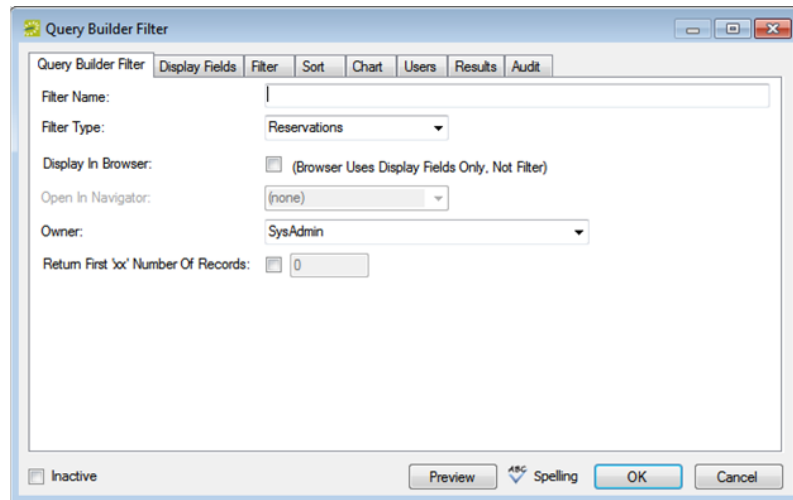 Query Builder Filter
Query Builder Filter Display Fields Filter Sort Chart Users Results Audit
Filter Name:
Filter Type: Reservations
Display In Browser: (Browser Uses Display Fields Only, Not Filter)
Open In Navigator: (none)
Owner: SysAdmin
Return First 'xx' Number Of Records: 0
Inactive Preview ABC Spelling OK Cancel